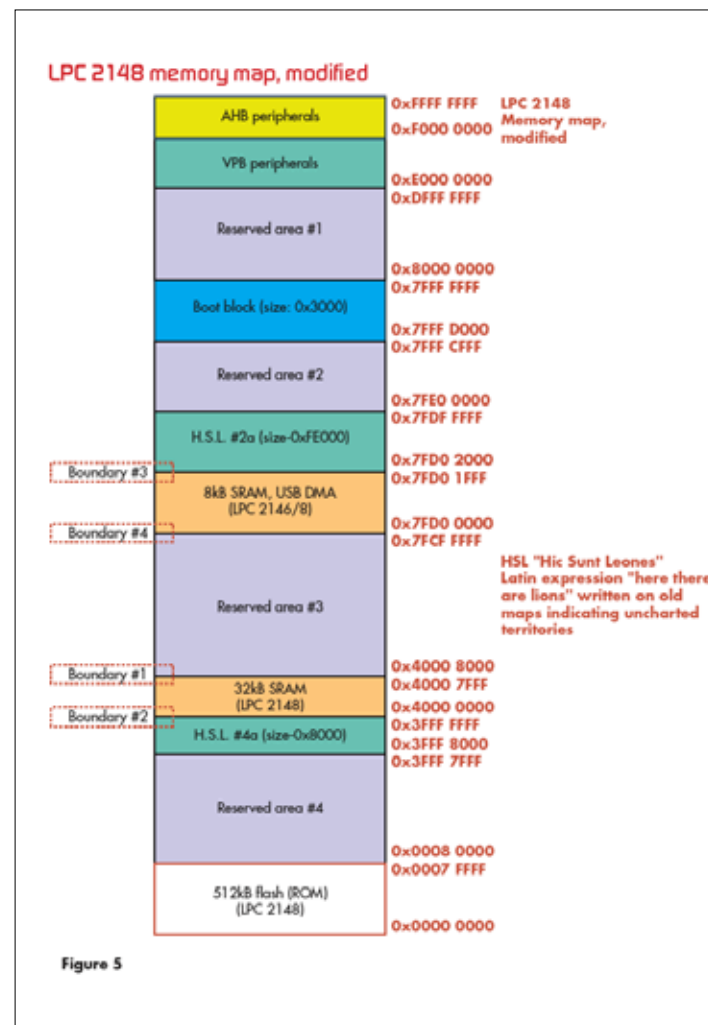 LPC 2148 memory map, modified
AHB peripherals
0xFFFF FFFF
0xF000 0000
LPC 2148
Memory map,
modified
VPB peripherals
0xE000 0000
0xDFFF FFFF
Reserved area #1
0x8000 0000
0x7FFF FFFF
Boot block (size: 0x3000)
0x7FFF D000
0x7FFF CFFF
Reserved area #2
0x7FE0 0000
0x7FDF FFFF
H.S.L. #2a (size-0xFE000)
0x7FD0 2000
Boundary #3
0x7FD0 1FFF
8kB SRAM, USB DMA
(LPC 2146/8)
0x7FD0 0000
Boundary #4
0x7FCF FFFF
HSL "Hic Sunt Leones"
Latin expression "here there
are lions" written on old
maps indicating uncharted
territories
Reserved area #3
0x4000 8000
Boundary #1
0x4000 7FFF
32kB SRAM
(LPC 2148)
0x4000 0000
Boundary #2
0x3FFF FFFF
H.S.L. #4a (size-0x8000)
0x3FFF 8000
0x3FFF 7FFF
Reserved area #4
0x0008 0000
0x0007 FFFF
512kB flash (ROM)
(LPC 2148)
0x0000 0000
Figure 5